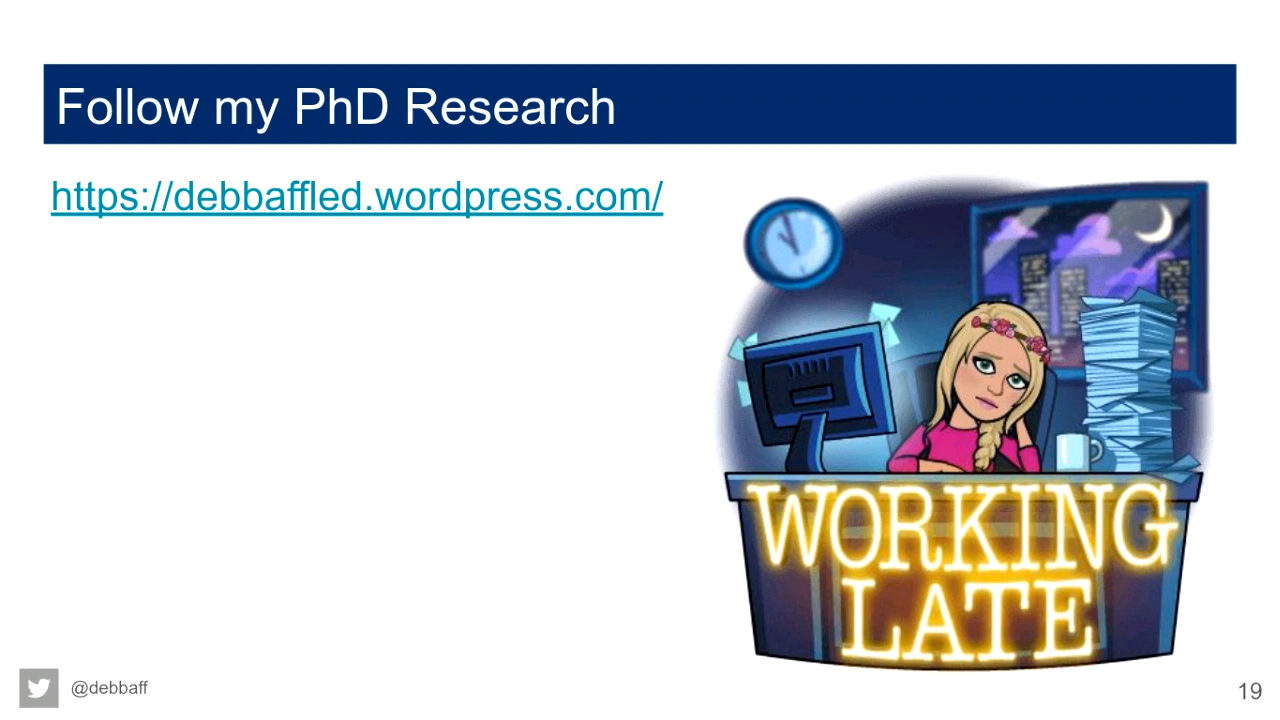 Follow my PhD Research
https://debbaffled.wordpress.com/
WORKING
LATE
@debbaff
19